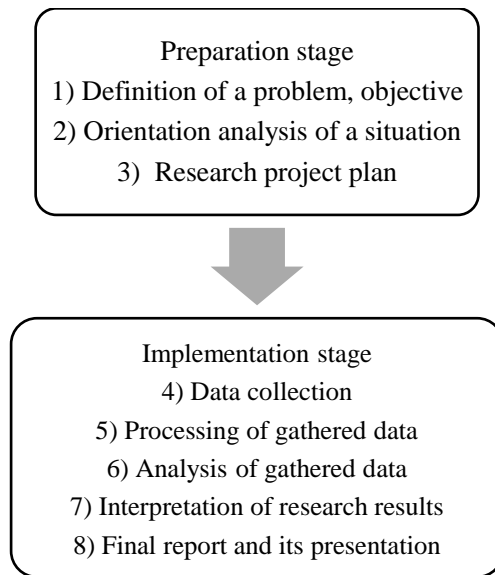 Preparation stage
1) Definition of a problem, objective
2) Orientation analysis of a situation
3) Research project plan
Implementation stage
4) Data collection
5) Processing of gathered data
6) Analysis of gathered data
7) Interpretation of research results
8) Final report and its presentation